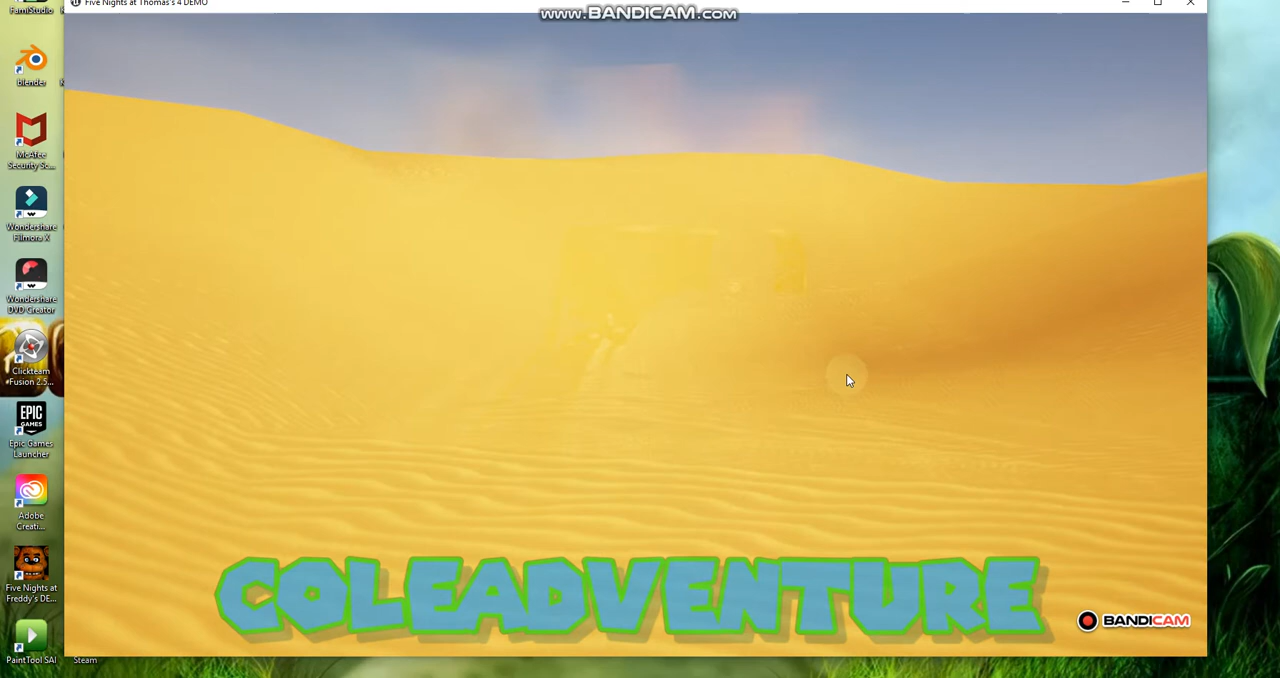 FamiStudio
Five Nights at Thomas's 4 DEMO
WWW.BANDICAM.COM
blender
McAfee
Security Sc...
Wondershare
Filmora X
Wondershare
DVD Creator
Clickteam
Fusion 2.5...
EPIC
GAMES
Epic Games
Launcher
Adobe
Creati...
Five Nights at
Freddy's DE...
PaintTool SAI
Steam
COLEADVENTURE
BANDICAM